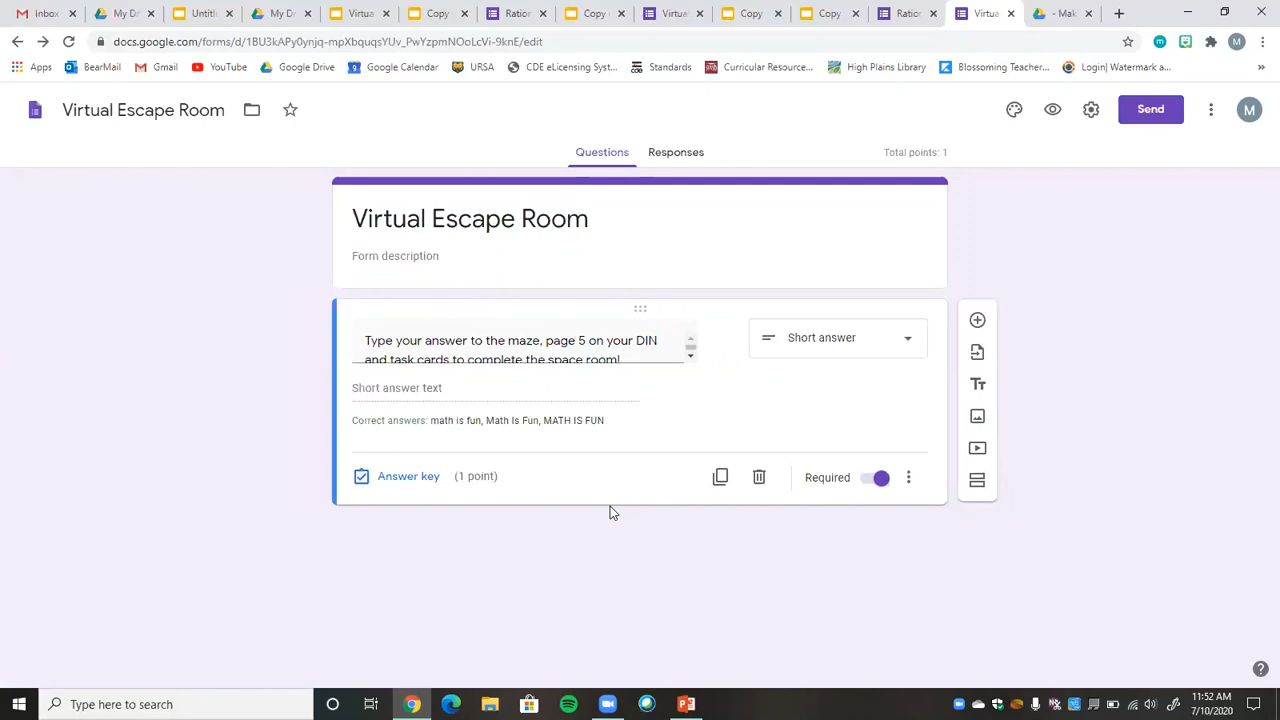 Inbox
My Dr
Untitle
My D
Virtua
Copy
Ration
Copy
Virtual
Copy
Copy
Ration
Virtua
- Mak
docs.google.com/forms/d/1BU3kAPy0ynjq-mpXbquqsYUv_PwYzpmNOoLcVi-9knE/edit
M
Apps
BearMail
Gmail
YouTube
Google Drive
Google Calendar
URSA
CDE eLicensing Syst...
Standards
Curricular Resource...
High Plains Library
Blossoming Teacher...
Login| Watermark a...
»
Virtual Escape Room
Send
M
Questions
Responses
Total points: 1
Virtual Escape Room
Form description
Type your answer to the maze, page 5 on your DIN
and task cards to complete the space room!
Short answer
Short answer text
Correct answers: math is fun, Math Is Fun, MATH IS FUN
Answer key
(1 point)
Required
Type here to search
11:52 AM
7/10/2020